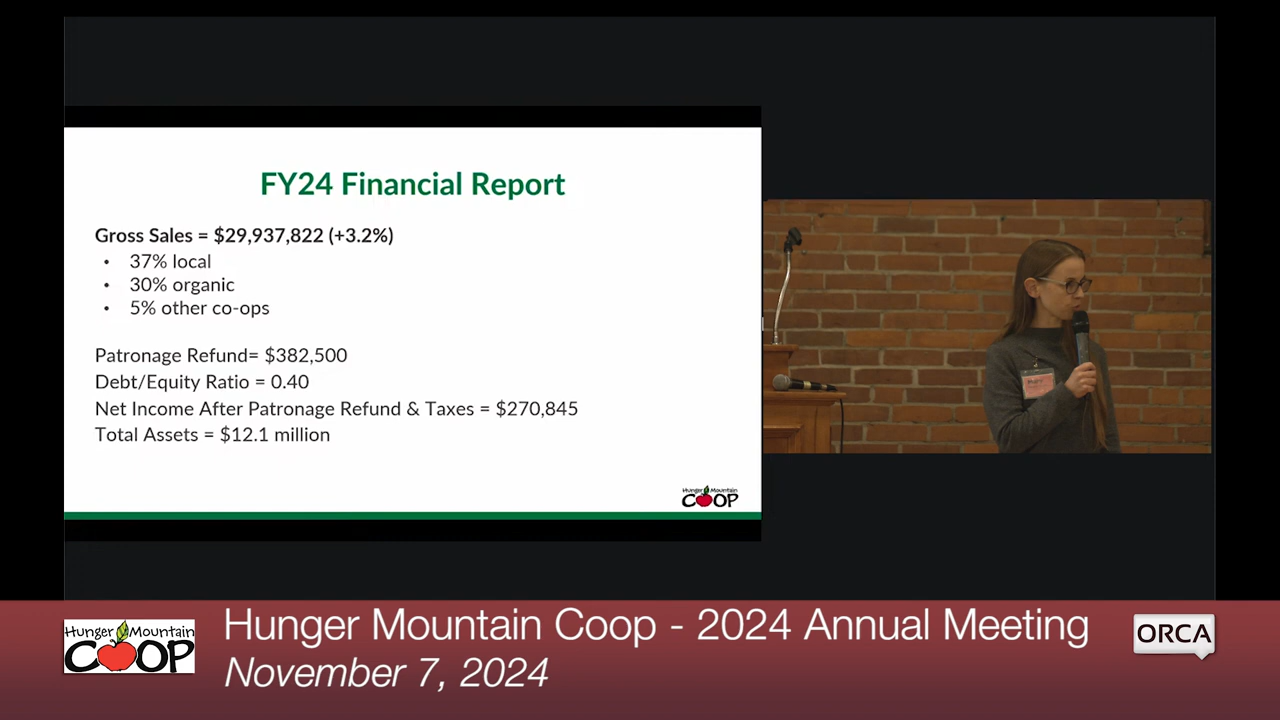 FY24 Financial Report
Gross Sales = $29,937,822 (+3.2%)
• 37% local
• 30% organic
• 5% other co-ops
Patronage Refund= $382,500
Debt/Equity Ratio = 0.40
Net Income After Patronage Refund & Taxes = $270,845
Total Assets = $12.1 million
Hunger Mountain
COOP
Hunger Mountain
COOP
Hunger Mountain Coop - 2024 Annual Meeting
November 7, 2024
ORCA